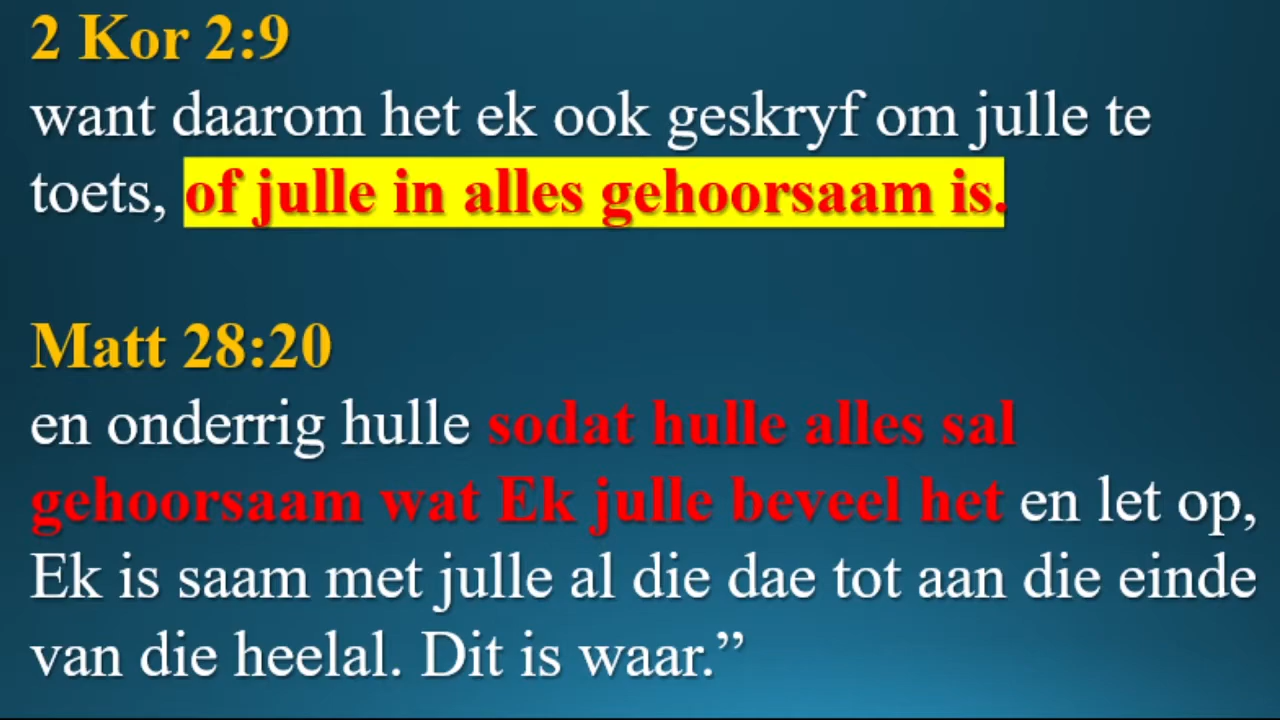 2 Kor 2:9
want daarom het ek ook geskryf om julle te
toets, of julle in alles gehoorsaam is.
Matt 28:20
en onderrig hulle sodat hulle alles sal
gehoorsaam wat Ek julle beveel het en let op,
Ek is saam met julle al die dae tot aan die einde
van die heelal. Dit is waar.”